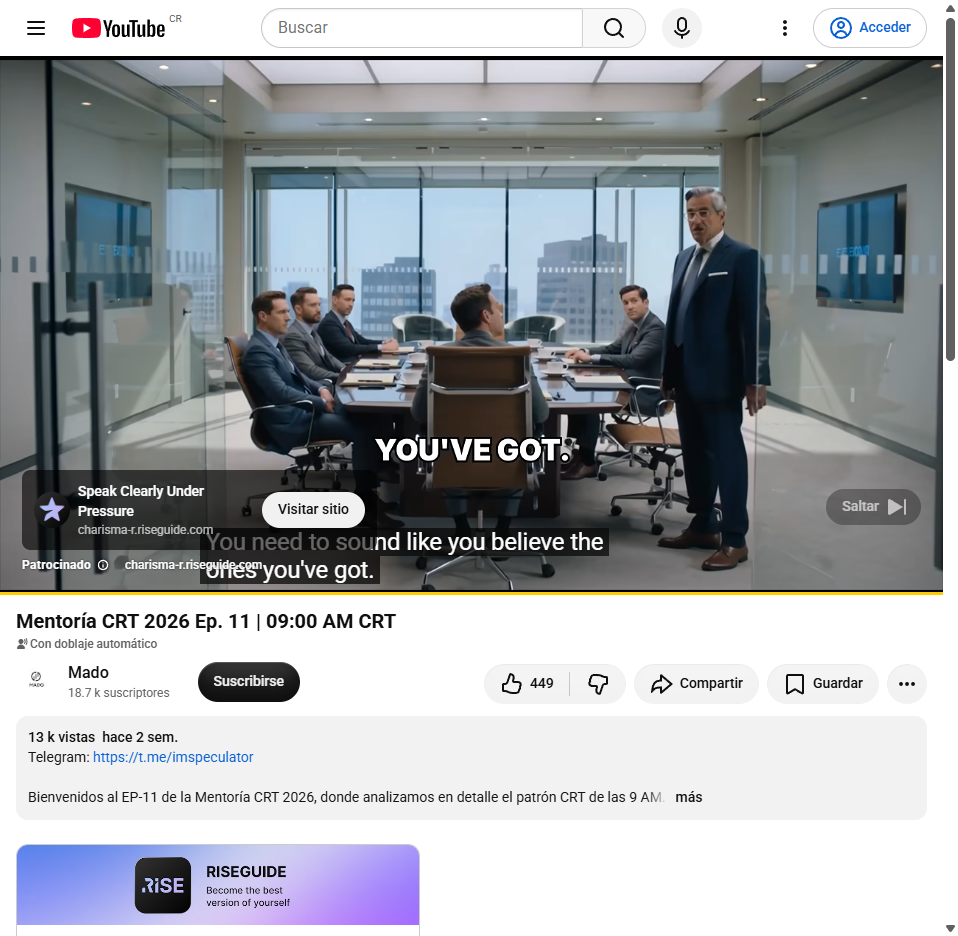 YouTube CR
Buscar
Acceder
YOU'VE GOT.
Speak Clearly Under
Pressure
charisma-r.riseguide.com
Visitar sitio
Saltar
You need to sound like you believe the
ones you've got.
Patrocinado
charisma-r.riseguide.com
Mentoría CRT 2026 Ep. 11 | 09:00 AM CRT
Con doblaje automático
Mado
18.7 k suscriptores
Suscribirse
449
Compartir
Guardar
13 k vistas hace 2 sem.
Telegram: https://t.me/imspeculator
Bienvenidos al EP-11 de la Mentoría CRT 2026, donde analizamos en detalle el patrón CRT de las 9 AM. más
.RiSE
RISEGUIDE
Become the best
version of yourself